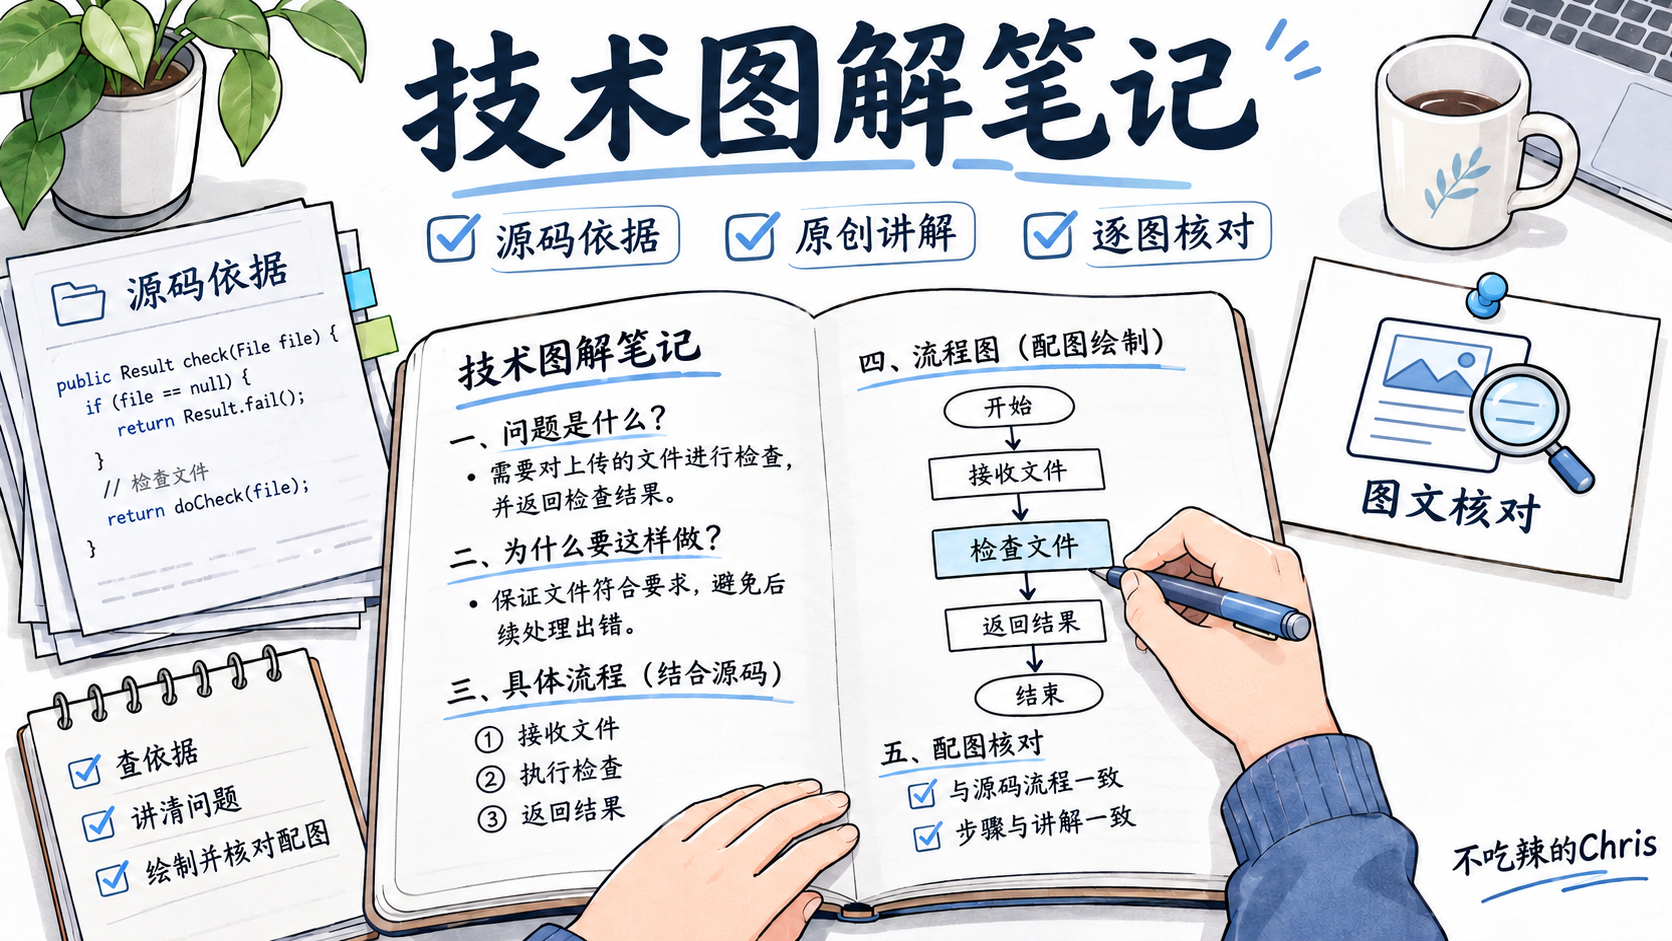 技术图解笔记
源码依据
原创讲解
逐图核对
源码依据
public Result check(File file) {
if (file == null) {
return Result.fail();
}
// 检查文件
return doCheck(file);
}
查依据
讲清问题
绘制并核对配图
技术图解笔记
一、问题是什么?
• 需要对上传的文件进行检查,
并返回检查结果。
二、为什么要这样做?
• 保证文件符合要求, 避免后
续处理出错。
三、具体流程 (结合源码)
① 接收文件
② 执行检查
③ 返回结果
四、流程图 (配图绘制)
开始
接收文件
检查文件
返回结果
结束
五、配图核对
与源码流程一致
步骤与讲解一致
图文核对
不吃辣的Chris